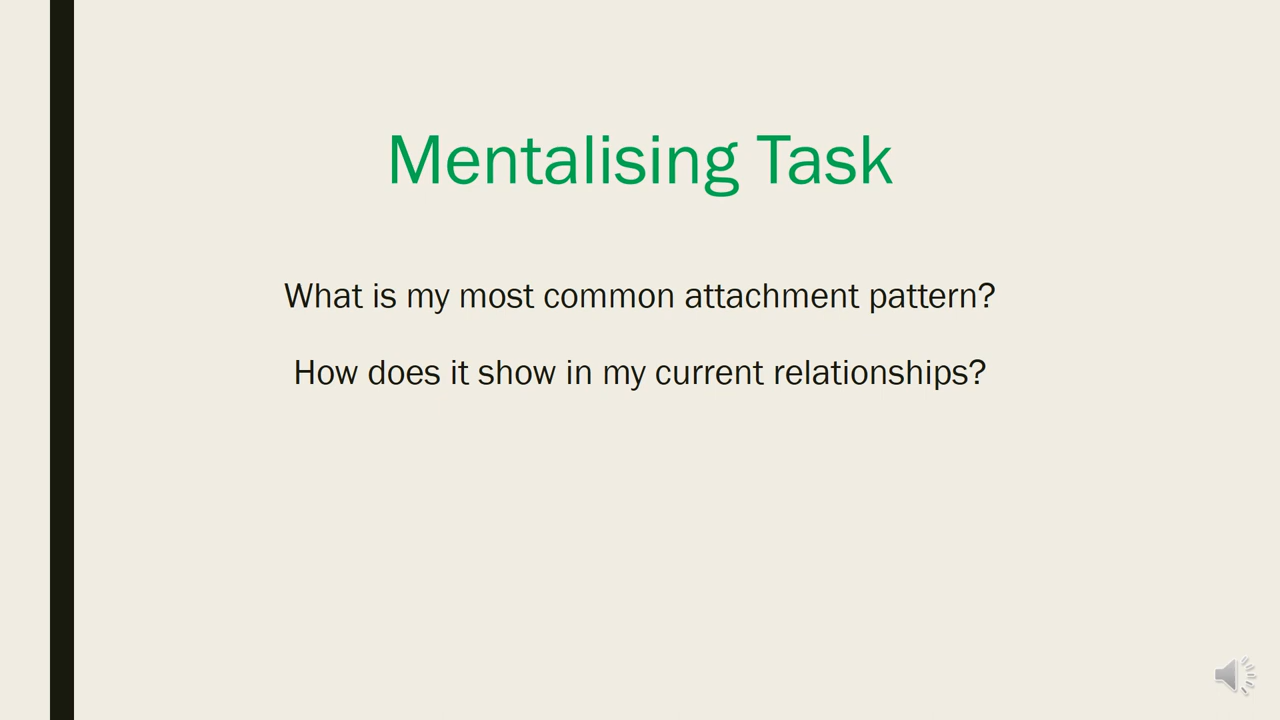 Mentalising Task
What is my most common attachment pattern?
How does it show in my current relationships?